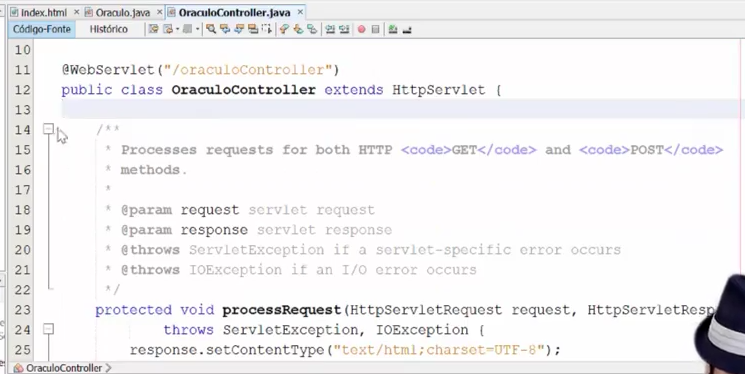 index.html × Oraculo.java × OraculoController.java ×
Código-Fonte Histórico
10
11 @WebServlet("/oraculoController")
12 public class OraculoController extends HttpServlet {
13
14 /**
15 * Processes requests for both HTTP <code>GET</code> and <code>POST</code>
16 * methods.
17 *
18 * @param request servlet request
19 * @param response servlet response
20 * @throws ServletException if a servlet-specific error occurs
21 * @throws IOException if an I/O error occurs
22 */
23 protected void processRequest(HttpServletRequest request, HttpServletResp
24 throws ServletException, IOException {
25 response.setContentType("text/html;charset=UTF-8");
OraculoController